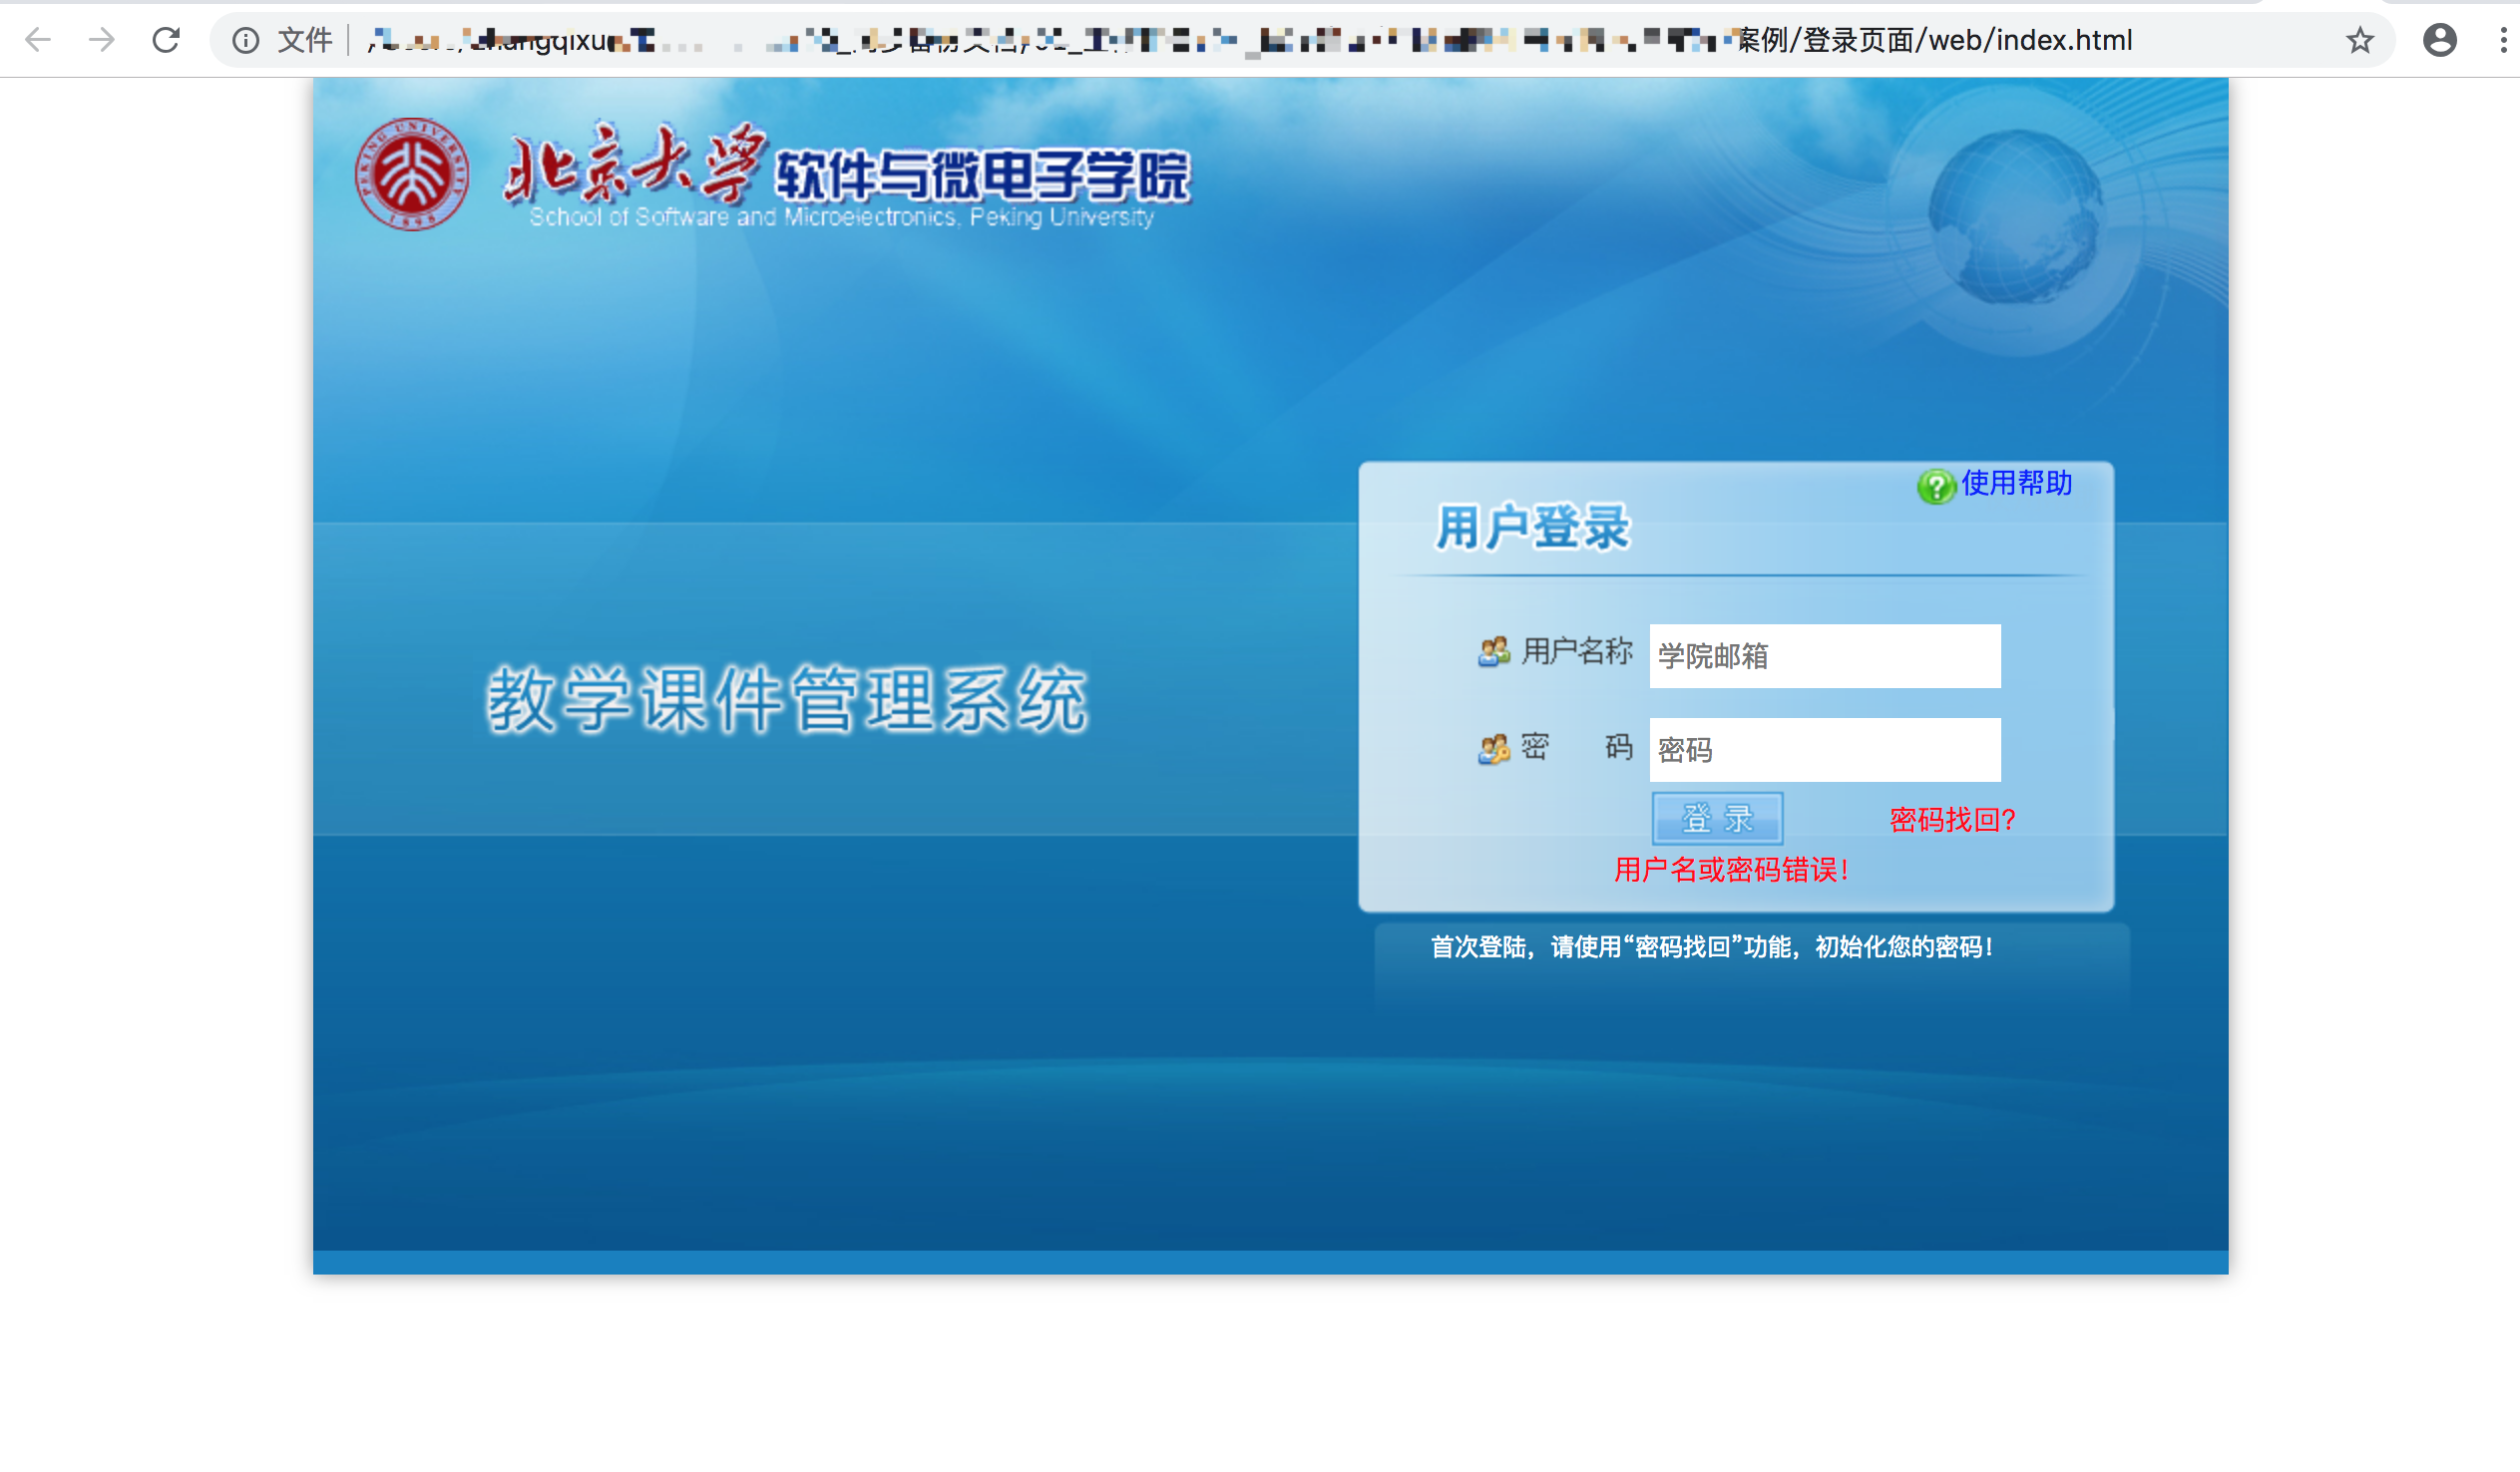 文件 案例/登录页面/web/index.html
PEKING UNIVERSITY 1898
北京大学 软件与微电子学院
School of Software and Microelectronics, Peking University
使用帮助
用户登录
用户名称 学院邮箱
教学课件管理系统
密 码 密码
登 录 密码找回?
用户名或密码错误!
首次登陆，请使用“密码找回”功能，初始化您的密码!